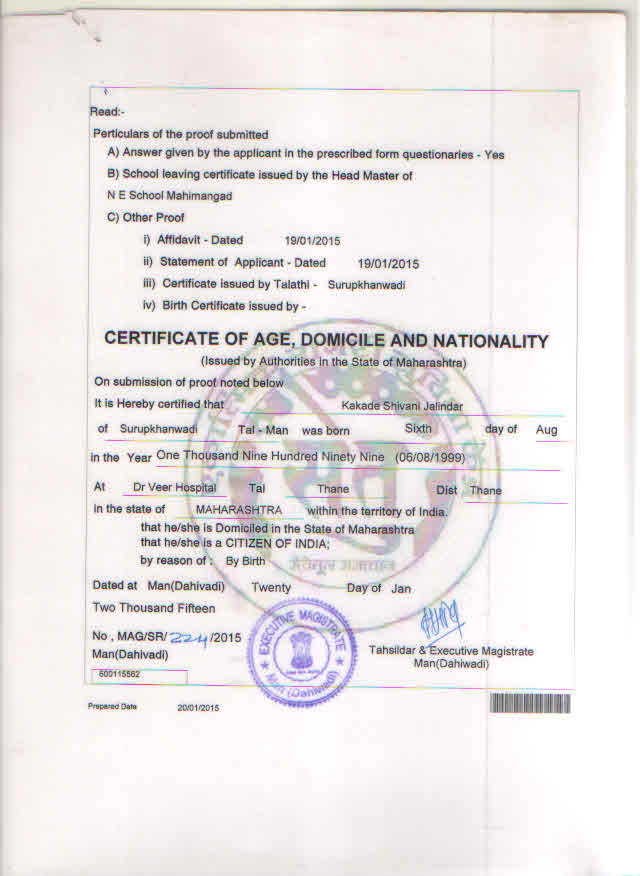 Read:-
Perticulars of the proof submitted
A) Answer given by the applicant in the prescribed form questionaries - Yes
B) School leaving certificate issued by the Head Master of
N E School Mahimangad
C) Other Proof
i) Affidavit - Dated 19/01/2015
ii) Statement of Applicant - Dated 19/01/2015
iii) Certificate issued by Talathi - Surupkhanwadi
iv) Birth Certificate issued by -
CERTIFICATE OF AGE, DOMICILE AND NATIONALITY
(Issued by Authorities in the State of Maharashtra)
On submission of proof noted below
It is Hereby certified that Kakade Shivani Jalindar
of Surupkhanwadi Tal - Man was born Sixth day of Aug
in the Year One Thousand Nine Hundred Ninety Nine (06/08/1999)
At Dr Veer Hospital Tal Thane Dist Thane
in the state of MAHARASHTRA within the territory of India.
that he/she is Domiciled in the State of Maharashtra
that he/she is a CITIZEN OF INDIA;
by reason of : By Birth
Dated at Man(Dahivadi) Twenty Day of Jan
Two Thousand Fifteen
No , MAG/SR/ 224 /2015
Man(Dahivadi)
600115562
EXECUTIVE MAGISTRATE
Man (Dahiwadi)
Tahsildar & Executive Magistrate
Man(Dahiwadi)
Prepared Date 20/01/2015